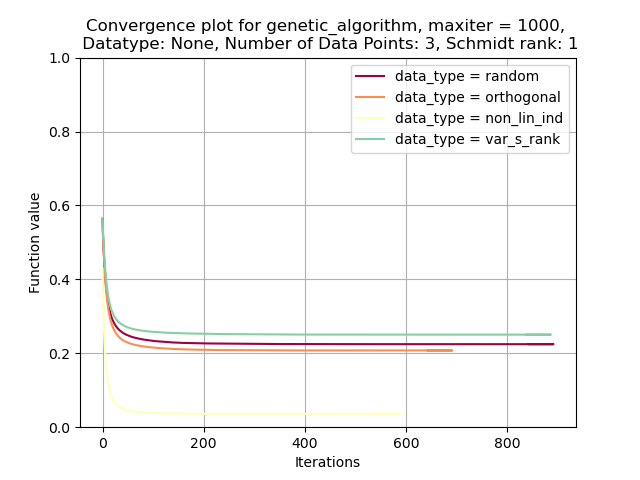 Convergence plot for genetic_algorithm, maxiter = 1000,
Datatype: None, Number of Data Points: 3, Schmidt rank: 1
data_type = random
data_type = orthogonal
data_type = non_lin_ind
data_type = var_s_rank
Function value
1.0
0.8
0.6
0.4
0.2
0.0
0 200 400 600 800
Iterations